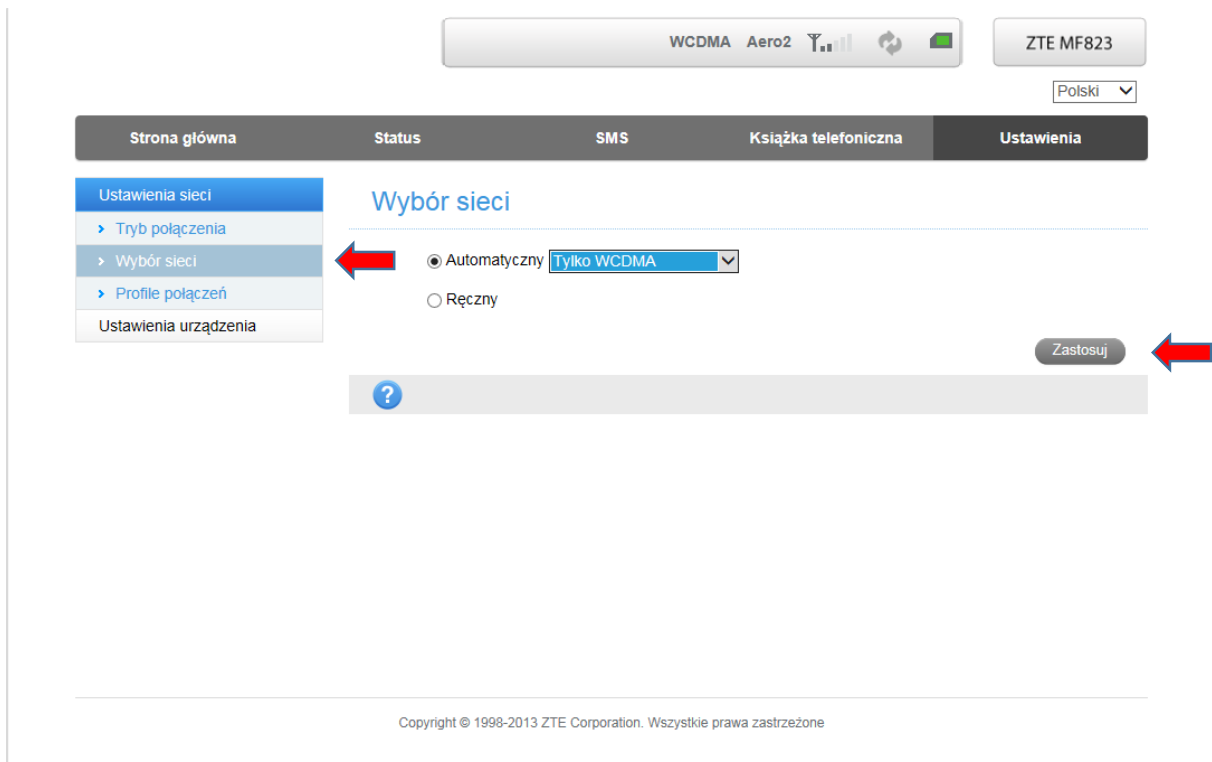 WCDMA Aero2
ZTE MF823
Polski
Strona główna Status SMS Książka telefoniczna Ustawienia
Ustawienia sieci
Tryb połączenia
Wybór sieci
Profile połączeń
Ustawienia urządzenia
Wybór sieci
Automatyczny Tylko WCDMA
Ręczny
Zastosuj
?
Copyright © 1998-2013 ZTE Corporation. Wszystkie prawa zastrzeżone